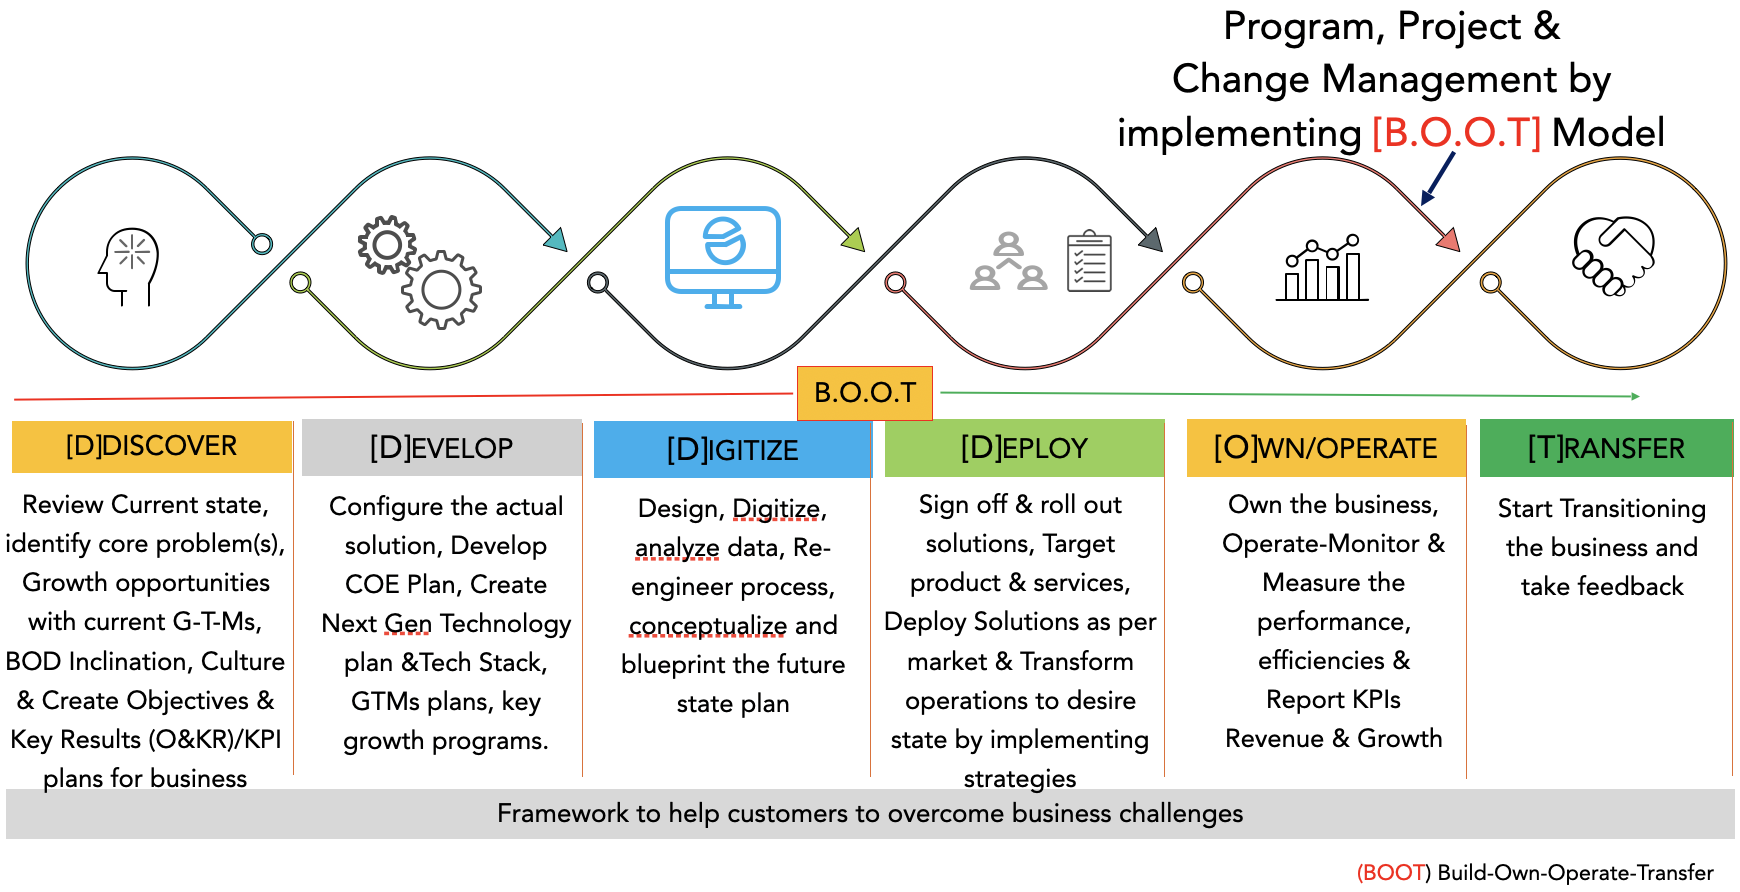 Program, Project &
Change Management by
implementing [B.O.O.T] Model
B.O.O.T
[D]DISCOVER
Review Current state,
identify core problem(s),
Growth opportunities
with current G-T-Ms,
BOD Inclination, Culture
& Create Objectives &
Key Results (O&KR)/KPI
plans for business
[D]EVELOP
Configure the actual
solution, Develop
COE Plan, Create
Next Gen Technology
plan &Tech Stack,
GTMs plans, key
growth programs.
[D]IGITIZE
Design, Digitize,
analyze data, Re-
engineer process,
conceptualize and
blueprint the future
state plan
[D]EPLOY
Sign off & roll out
solutions, Target
product & services,
Deploy Solutions as per
market & Transform
operations to desire
state by implementing
strategies
[O]WN/OPERATE
Own the business,
Operate-Monitor &
Measure the
performance,
efficiencies &
Report KPIs
Revenue & Growth
[T]RANSFER
Start Transitioning
the business and
take feedback
Framework to help customers to overcome business challenges
(BOOT) Build-Own-Operate-Transfer